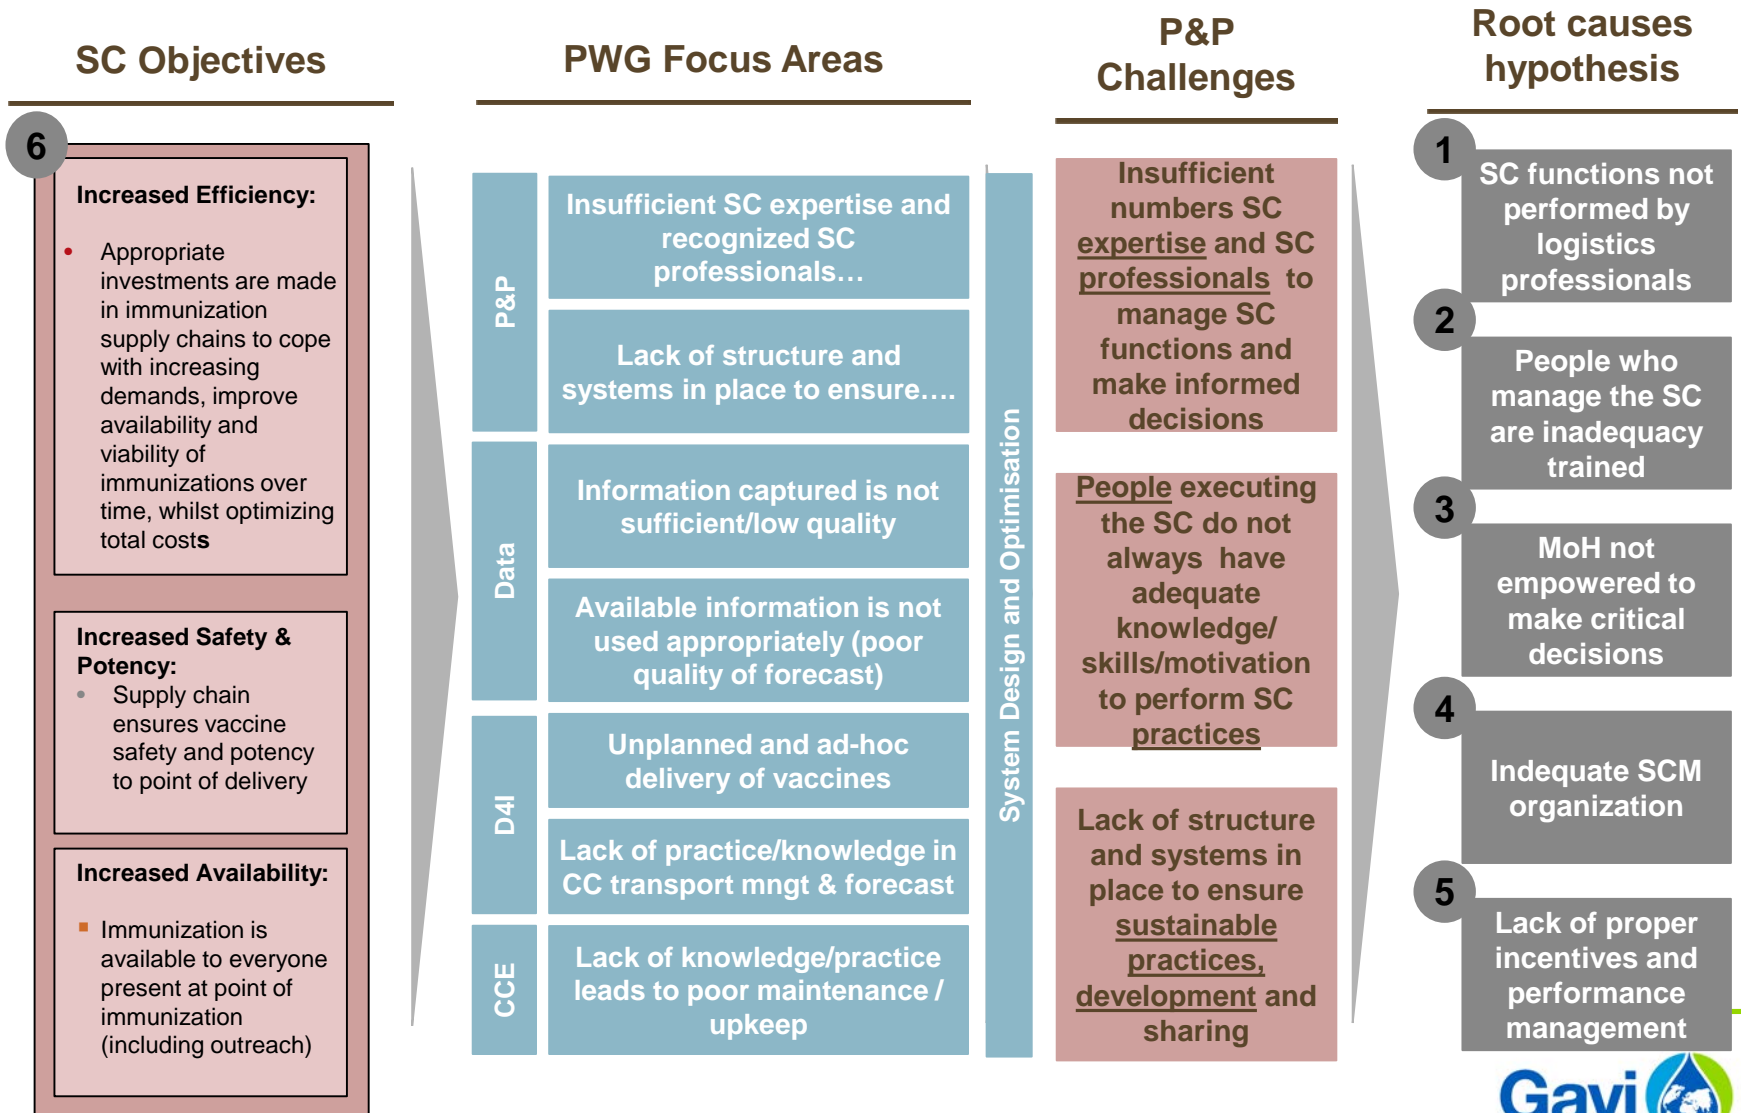 SC Objectives
PWG Focus Areas
P&P
Challenges
Root causes
hypothesis
6
Increased Efficiency:
• Appropriate
investments are made
in immunization
supply chains to cope
with increasing
demands, improve
availability and
viability of
immunizations over
time, whilst optimizing
total costs
Increased Safety &
Potency:
• Supply chain
ensures vaccine
safety and potency
to point of delivery
Increased Availability:
▪ Immunization is
available to everyone
present at point of
immunization
(including outreach)
P&P
Insufficient SC expertise and
recognized SC
professionals…
Lack of structure and
systems in place to ensure….
Data
Information captured is not
sufficient/low quality
Available information is not
used appropriately (poor
quality of forecast)
D4I
Unplanned and ad-hoc
delivery of vaccines
Lack of practice/knowledge in
CC transport mngt & forecast
CCE
Lack of knowledge/practice
leads to poor maintenance /
upkeep
System Design and Optimisation
Insufficient
numbers SC
expertise and SC
professionals to
manage SC
functions and
make informed
decisions
People executing
the SC do not
always have
adequate
knowledge/
skills/motivation
to perform SC
practices
Lack of structure
and systems in
place to ensure
sustainable
practices,
development and
sharing
1
SC functions not
performed by
logistics
professionals
2
People who
manage the SC
are inadequacy
trained
3
MoH not
empowered to
make critical
decisions
4
Indequate SCM
organization
5
Lack of proper
incentives and
performance
management
Gavi